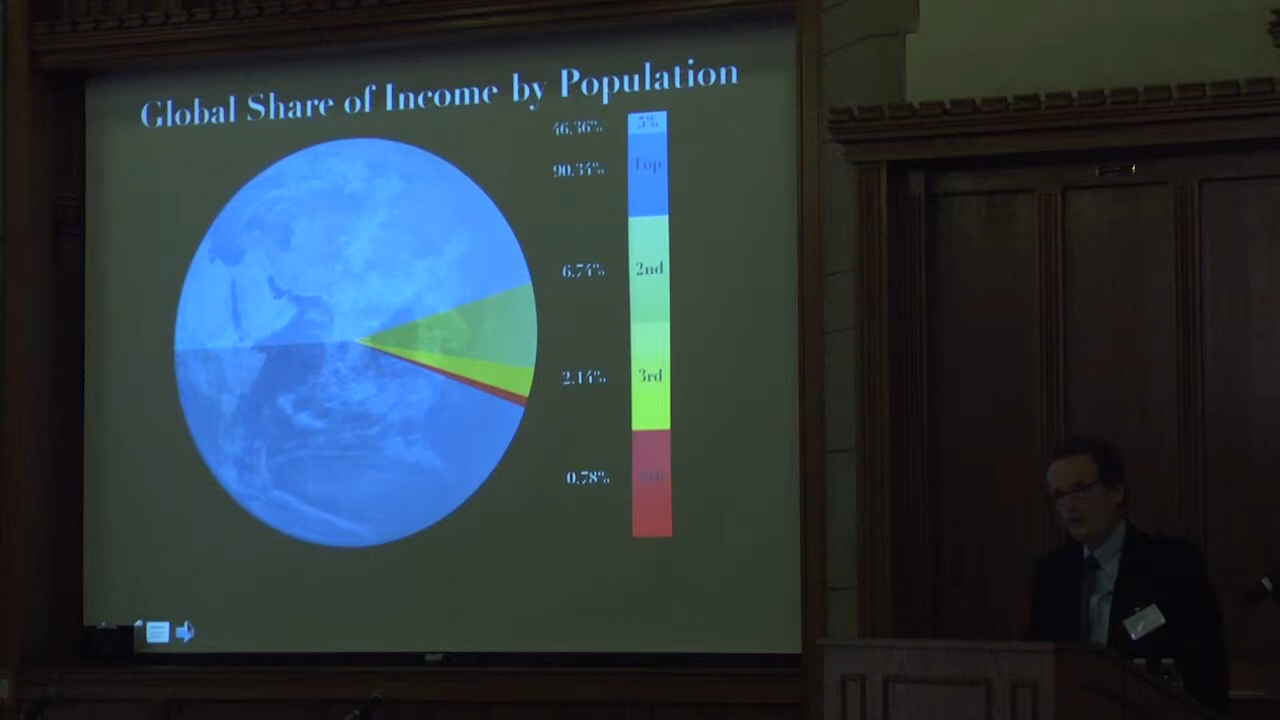 Global Share of Income by Population
46.36% 5%
90.34% Top
6.74% 2nd
2.14% 3rd
0.78%